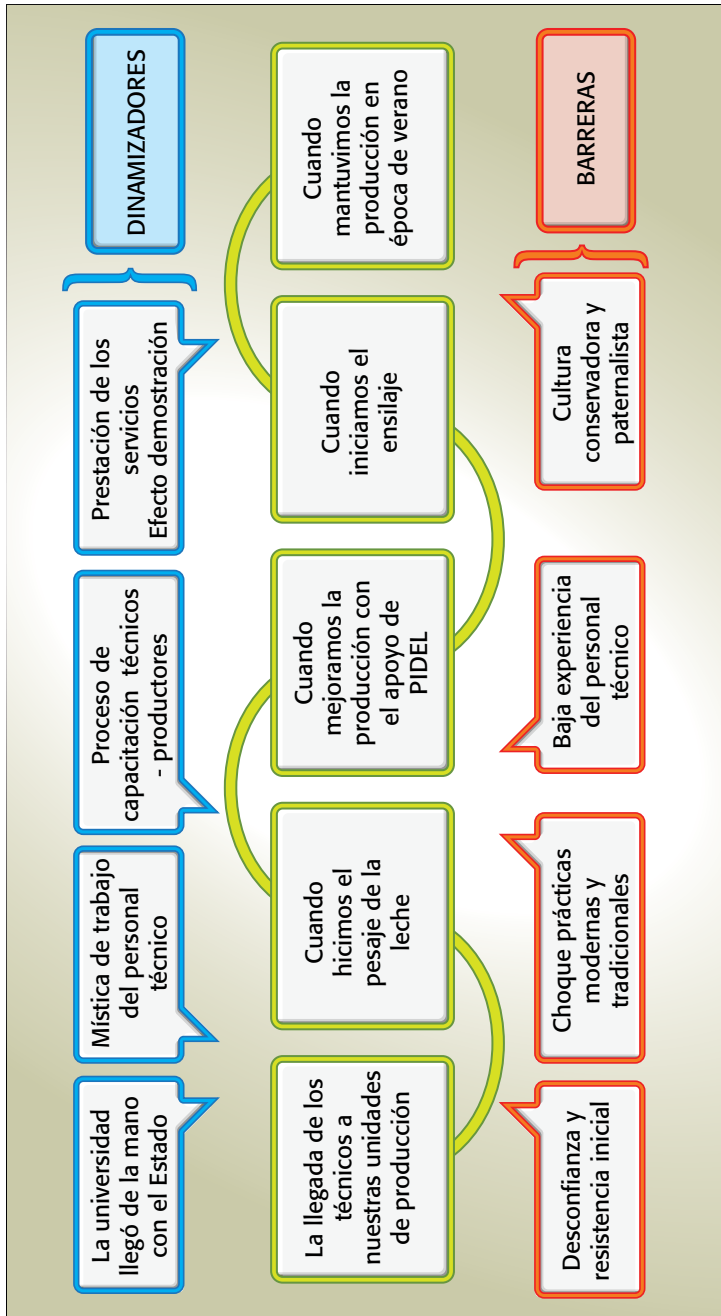 La universidad
llegó de la mano
con el Estado
Mística de trabajo
del personal
técnico
Proceso de
capacitación técnicos
- productores
Prestación de los
servicios
Efecto demostración
DINAMIZADORES
La llegada de los
técnicos a
nuestras unidades
de producción
Cuando
hicimos el
pesaje de la
leche
Cuando
mejoramos la
producción con
el apoyo de
PIDEL
Cuando
iniciamos el
ensilaje
Cuando
mantuvimos la
producción en
época de verano
Desconfianza y
resistencia inicial
Choque prácticas
modernas y
tradicionales
Baja experiencia
del personal
técnico
Cultura
conservadora y
paternalista
BARRERAS